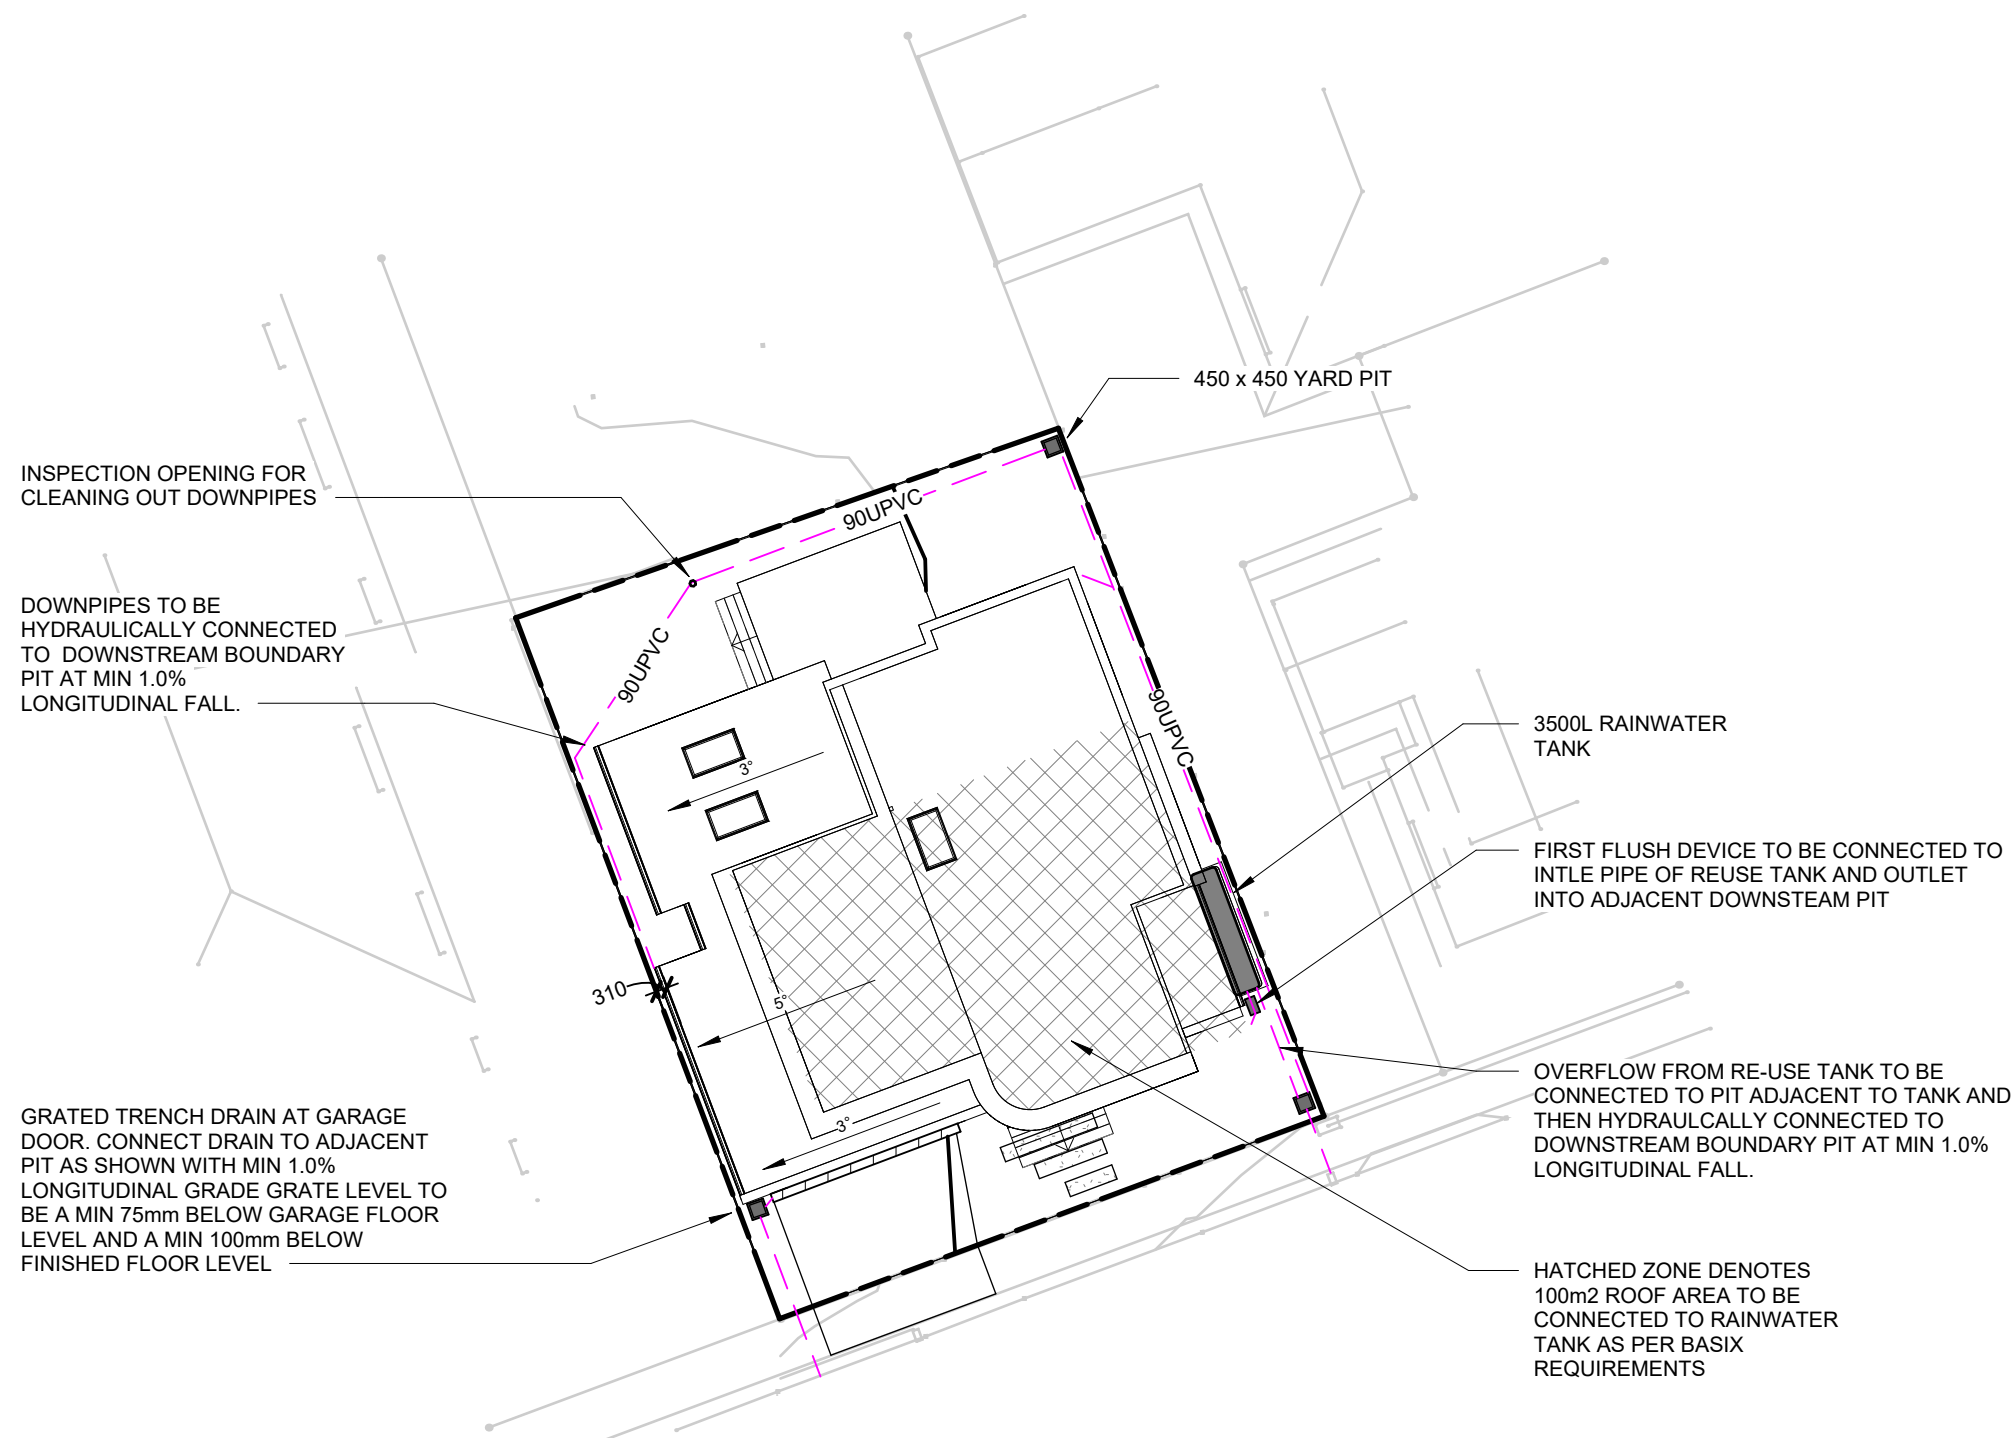 450 x 450 YARD PIT
INSPECTION OPENING FOR
CLEANING OUT DOWNPIPES
90UPVC
DOWNPIPES TO BE
HYDRAULICALLY CONNECTED
TO DOWNSTREAM BOUNDARY
PIT AT MIN 1.0%
LONGITUDINAL FALL.
90UPVC
90UPVC
3500L RAINWATER
TANK
3°
FIRST FLUSH DEVICE TO BE CONNECTED TO
INTLE PIPE OF REUSE TANK AND OUTLET
INTO ADJACENT DOWNSTEAM PIT
310
5°
OVERFLOW FROM RE-USE TANK TO BE
CONNECTED TO PIT ADJACENT TO TANK AND
THEN HYDRAULCALLY CONNECTED TO
DOWNSTREAM BOUNDARY PIT AT MIN 1.0%
LONGITUDINAL FALL.
GRATED TRENCH DRAIN AT GARAGE
DOOR. CONNECT DRAIN TO ADJACENT
PIT AS SHOWN WITH MIN 1.0%
LONGITUDINAL GRADE GRATE LEVEL TO
BE A MIN 75mm BELOW GARAGE FLOOR
LEVEL AND A MIN 100mm BELOW
FINISHED FLOOR LEVEL
3°
HATCHED ZONE DENOTES
100m2 ROOF AREA TO BE
CONNECTED TO RAINWATER
TANK AS PER BASIX
REQUIREMENTS